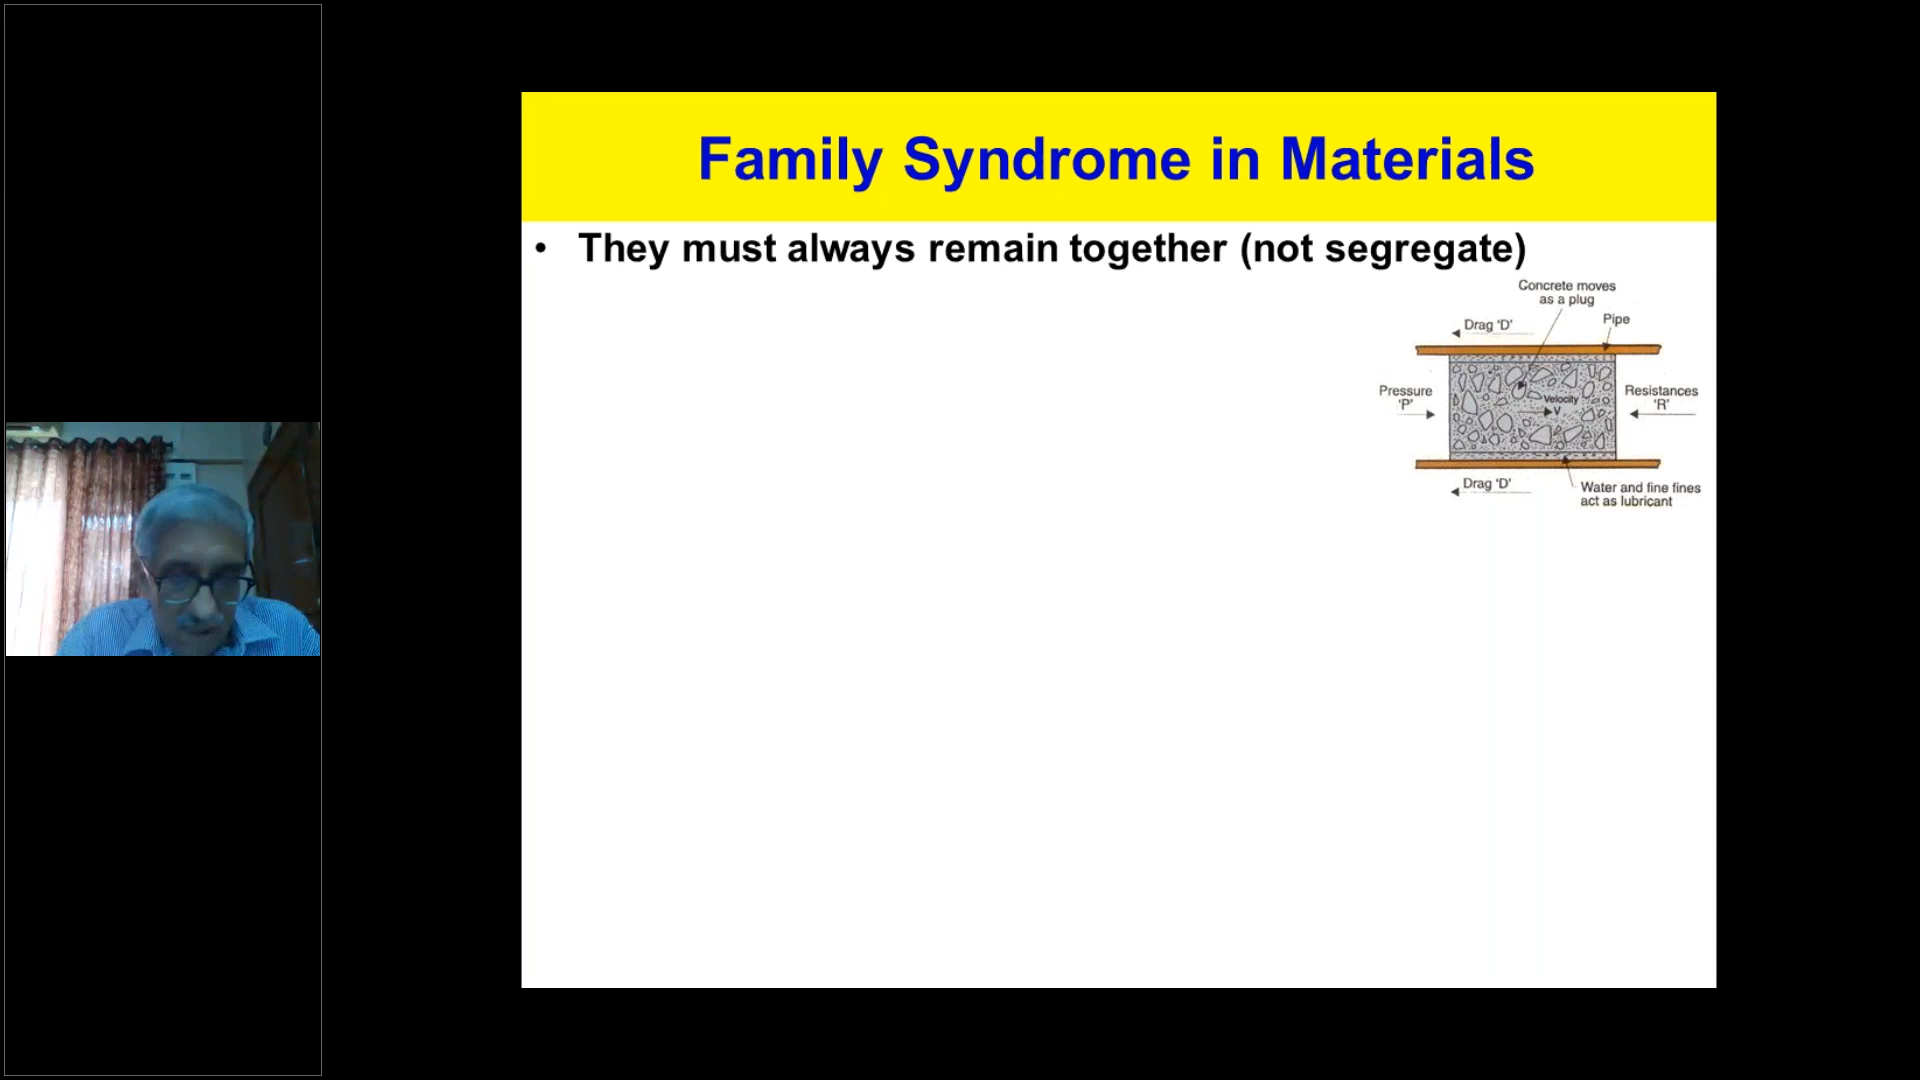 Family Syndrome in Materials
• They must always remain together (not segregate)
Concrete moves
as a plug
Drag 'D'
Pipe
Pressure
'P'
Velocity
V
Resistances
'R'
Drag 'D'
Water and fine fines
act as lubricant